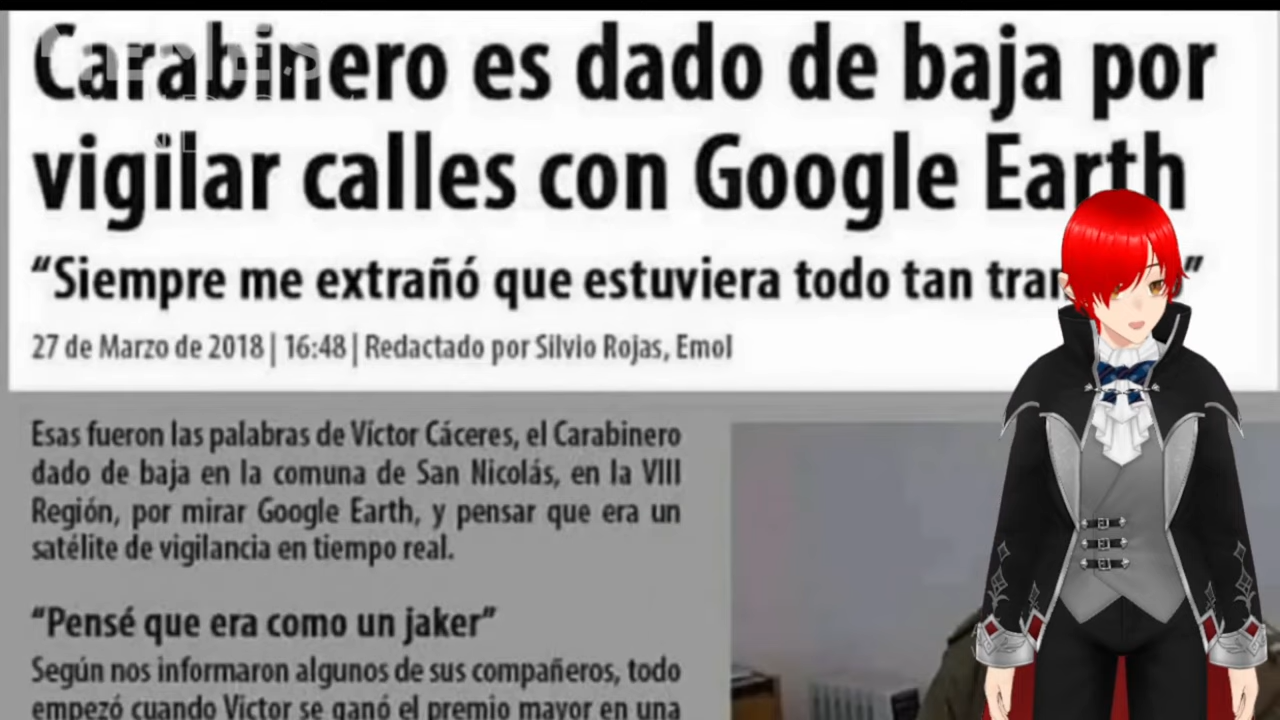 Carabinero es dado de baja por
vigilar calles con Google Earth
“Siempre me extrañó que estuviera todo tan
27 de Marzo de 2018 | 16:48 | Redactado por Silvio Rojas, Emol
Esas fueron las palabras de Víctor Cáceres, el Carabinero
dado de baja en la comuna de San Nicolás, en la VIII
Región, por mirar Google Earth, y pensar que era un
satélite de vigilancia en tiempo real.
“Pensé que era como un jaker”
Según nos informaron algunos de sus compañeros, todo
empezó cuando Víctor se ganó el premio mayor en una